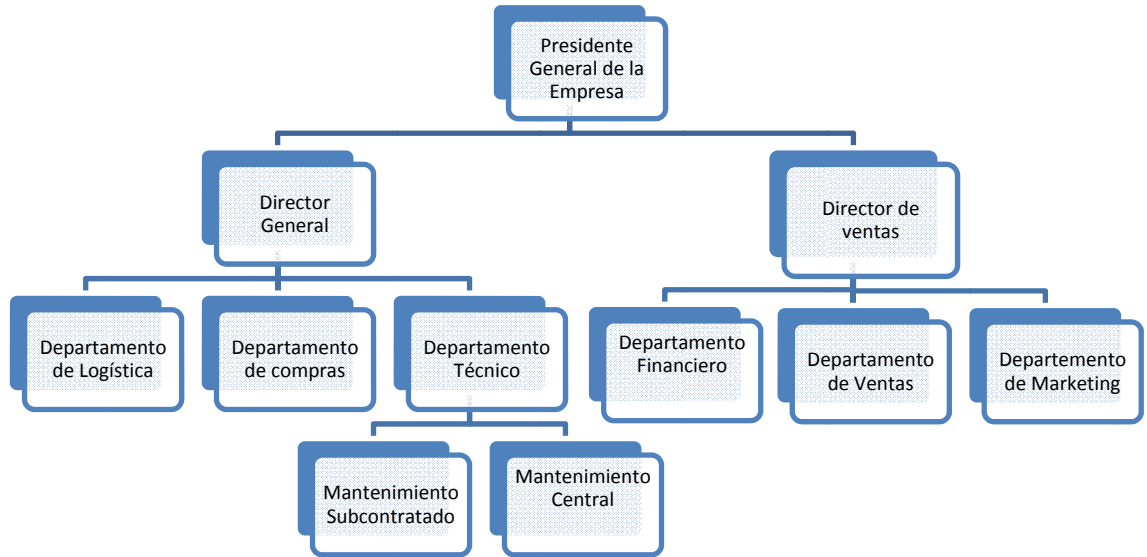 Presidente
General de la
Empresa
Director
General
Director de
ventas
Departamento
de Logística
Departamento
de compras
Departamento
Técnico
Departamento
Financiero
Departamento
de Ventas
Departemento
de Marketing
Mantenimiento
Subcontratado
Mantenimiento
Central